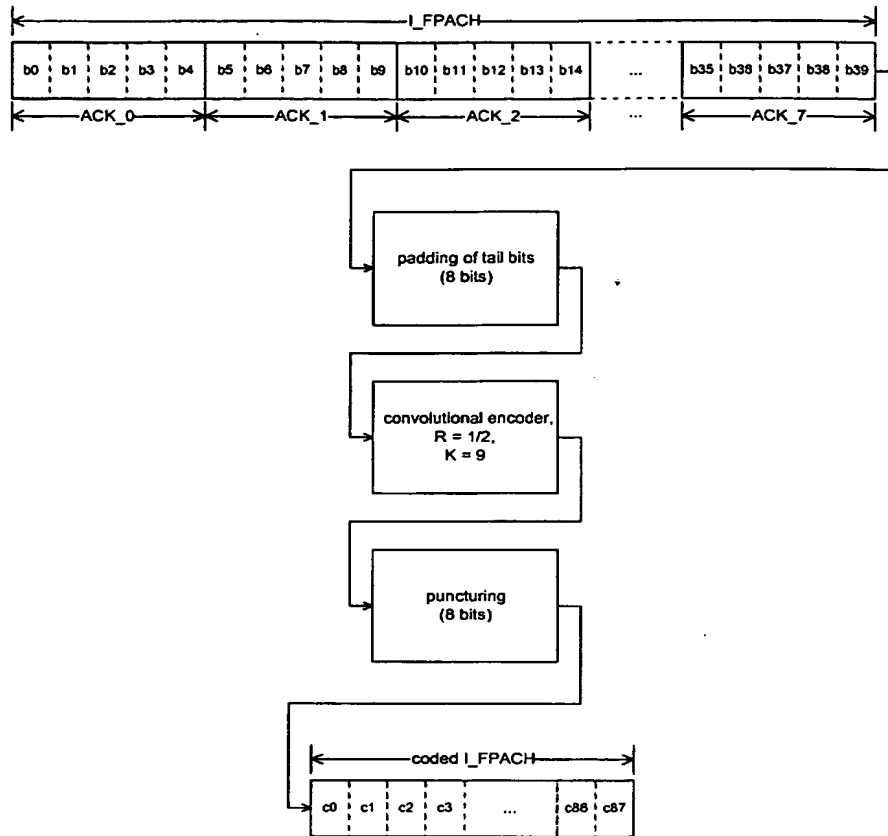 I_FPACH
b0 b1 b2 b3 b4 b5 b6 b7 b8 b9 b10 b11 b12 b13 b14 ... b35 b36 b37 b38 b39
ACK_0 ACK_1 ACK_2 ... ACK_7
padding of tail bits
(8 bits)
convolutional encoder,
R = 1/2,
K = 9
puncturing
(8 bits)
coded I_FPACH
c0 c1 c2 c3 ... c86 c87